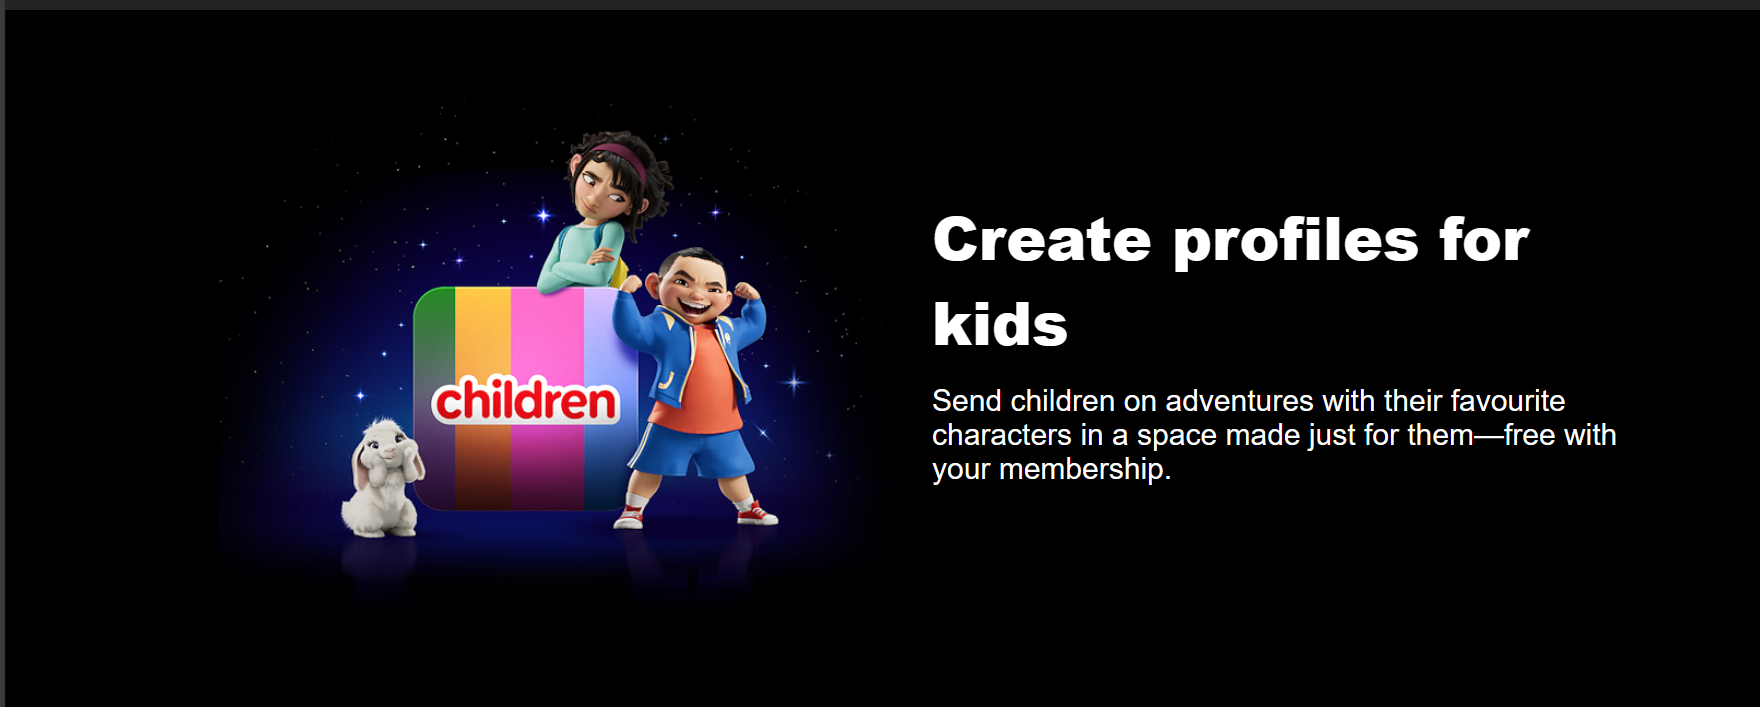 children
Create profiles for
kids
Send children on adventures with their favourite
characters in a space made just for them—free with
your membership.